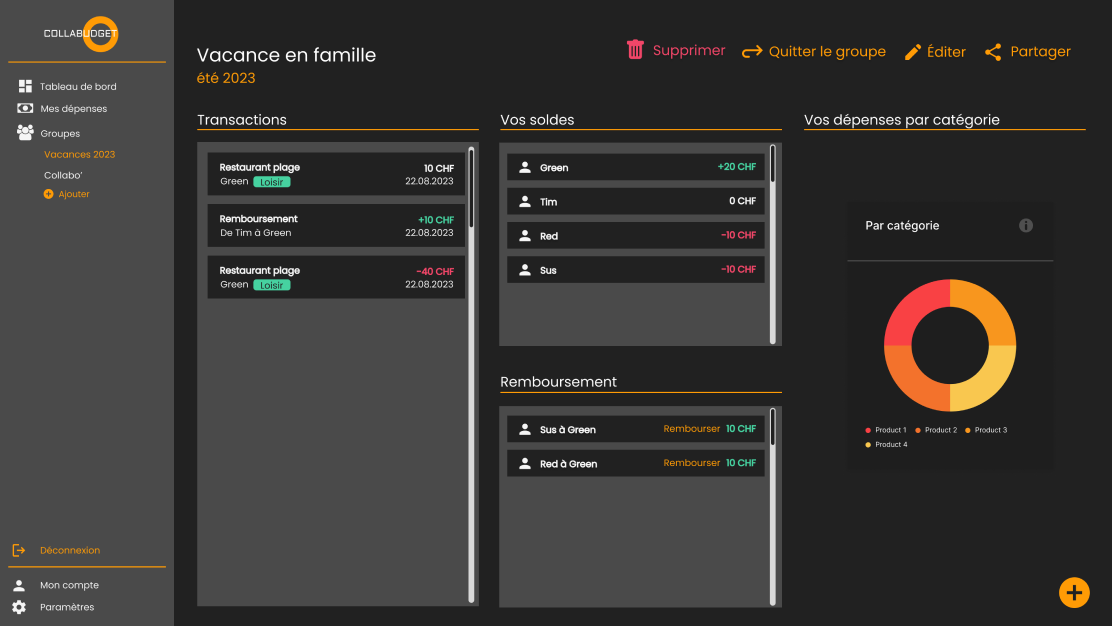 COLLABUDGET
Tableau de bord
Mes dépenses
Groupes
Vacances 2023
Collabo'
Ajouter
Déconnexion
Mon compte
Paramètres
Vacance en famille
été 2023
Supprimer
Quitter le groupe
Éditer
Partager
Transactions
Restaurant plage 10 CHF
Green Loisir 22.08.2023
Remboursement +10 CHF
De Tim à Green 22.08.2023
Restaurant plage -40 CHF
Green Loisir 22.08.2023
Vos soldes
Green +20 CHF
Tim 0 CHF
Red -10 CHF
Sus -10 CHF
Remboursement
Sus à Green Rembourser 10 CHF
Red à Green Rembourser 10 CHF
Vos dépenses par catégorie
Par catégorie
Product 1 Product 2 Product 3
Product 4